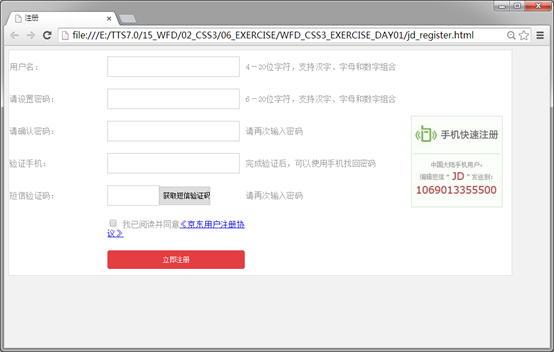 注册
file:///E:/TTS7.0/15_WFD/02_CSS3/06_EXERCISE/WFD_CSS3_EXERCISE_DAY01/jd_register.html
用户名： 4－20位字符，支持汉字、字母和数字组合
请设置密码： 6－20位字符，支持汉字、字母和数字组合
请确认密码： 请再次输入密码
手机快速注册
验证手机： 完成验证后，可以使用手机找回密码
中国大陆手机用户，
编辑短信“ JD ”发送到：
1069013355500
短信验证码： 获取短信验证码 请再次输入密码
我已阅读并同意《京东用户注册协
议》
立即注册